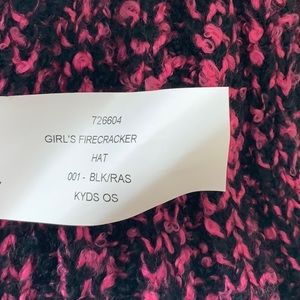 726604
GIRL'S FIRECRACKER
HAT
001 - BLK/RAS
KYDS OS